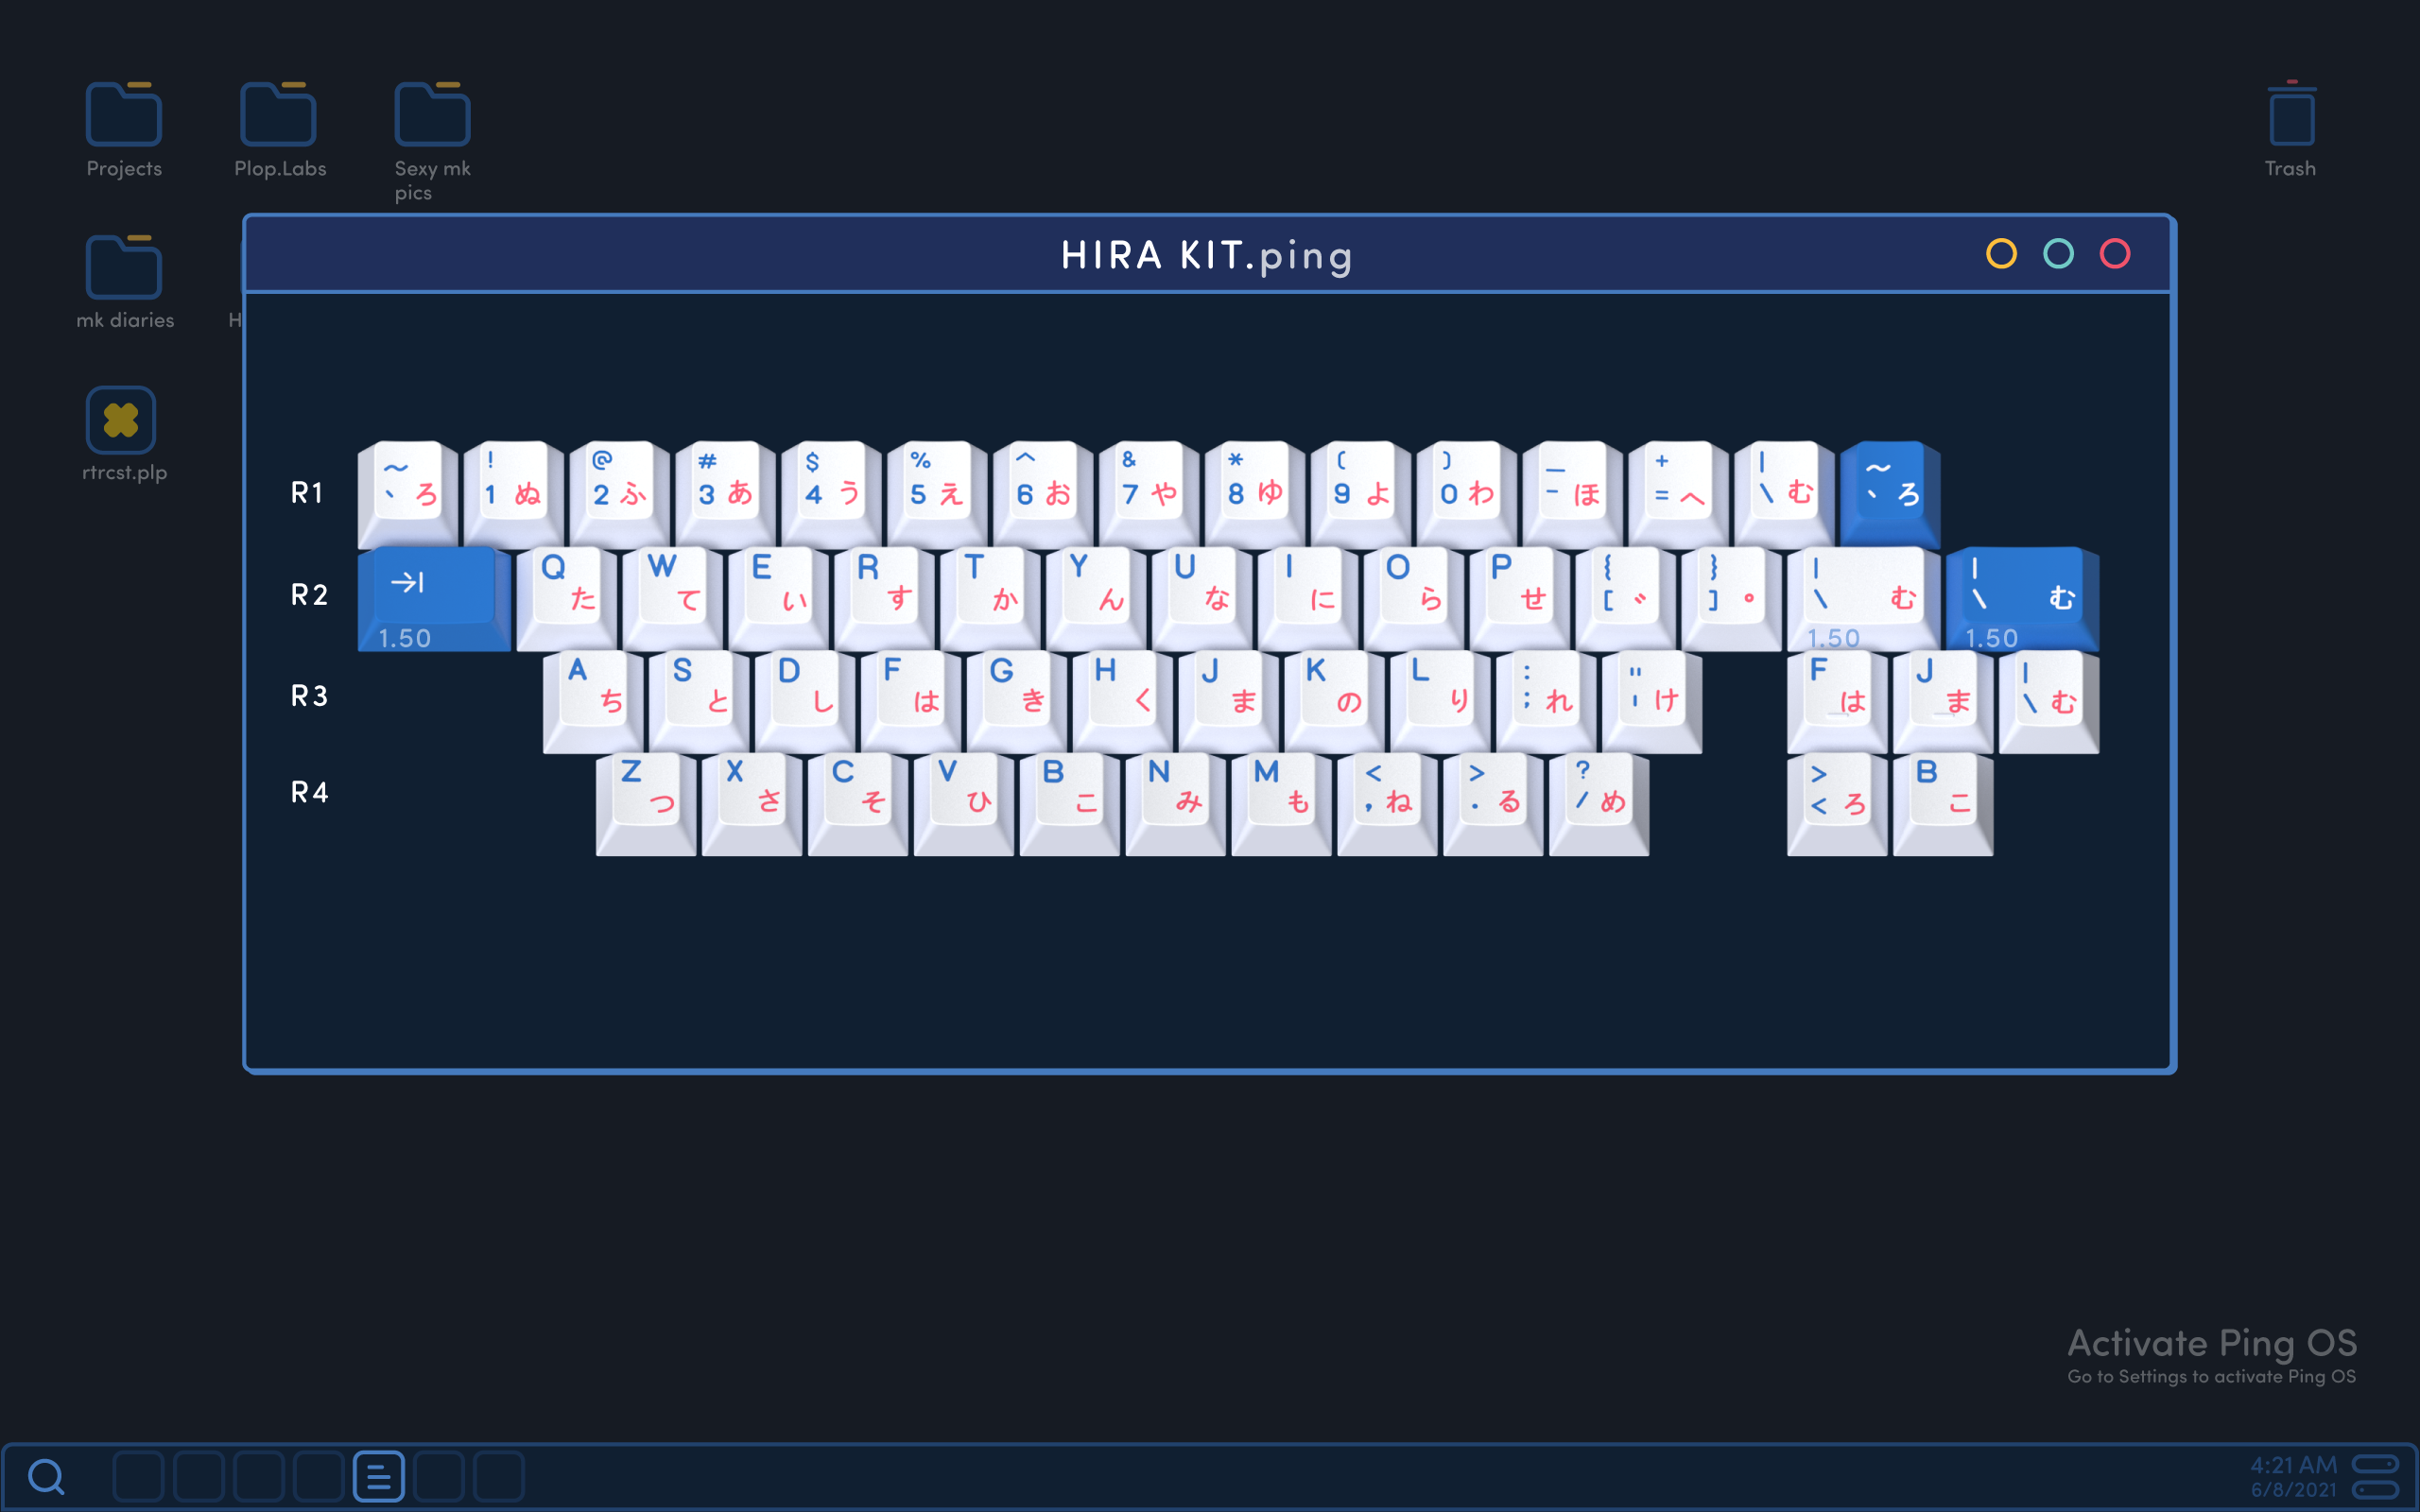 Projects
Plop.Labs
Sexy mk
pics
Trash
mk diaries
H
rtrcst.plp
HIRA KIT.ping
R1
~ ` ろ ! 1 ぬ @ 2 ふ # 3 あ $ 4 う % 5 え ^ 6 お & 7 や * 8 ゆ ( 9 よ ) 0 わ _ - ほ + = へ | \ む ~ ` ろ
R2
→| 1.50 Q た W て E い R す T か Y ん U な I に O ら P せ { [ ゛ } ] ゜ | \ む 1.50 | \ む 1.50
R3
A ち S と D し F は G き H く J ま K の L り : ; れ " ' け F は J ま | \ む
R4
Z つ X さ C そ V ひ B こ N み M も < , ね > . る ? / め > < ろ B こ
Activate Ping OS
Go to Settings to activate Ping OS
4:21 AM
6/8/2021